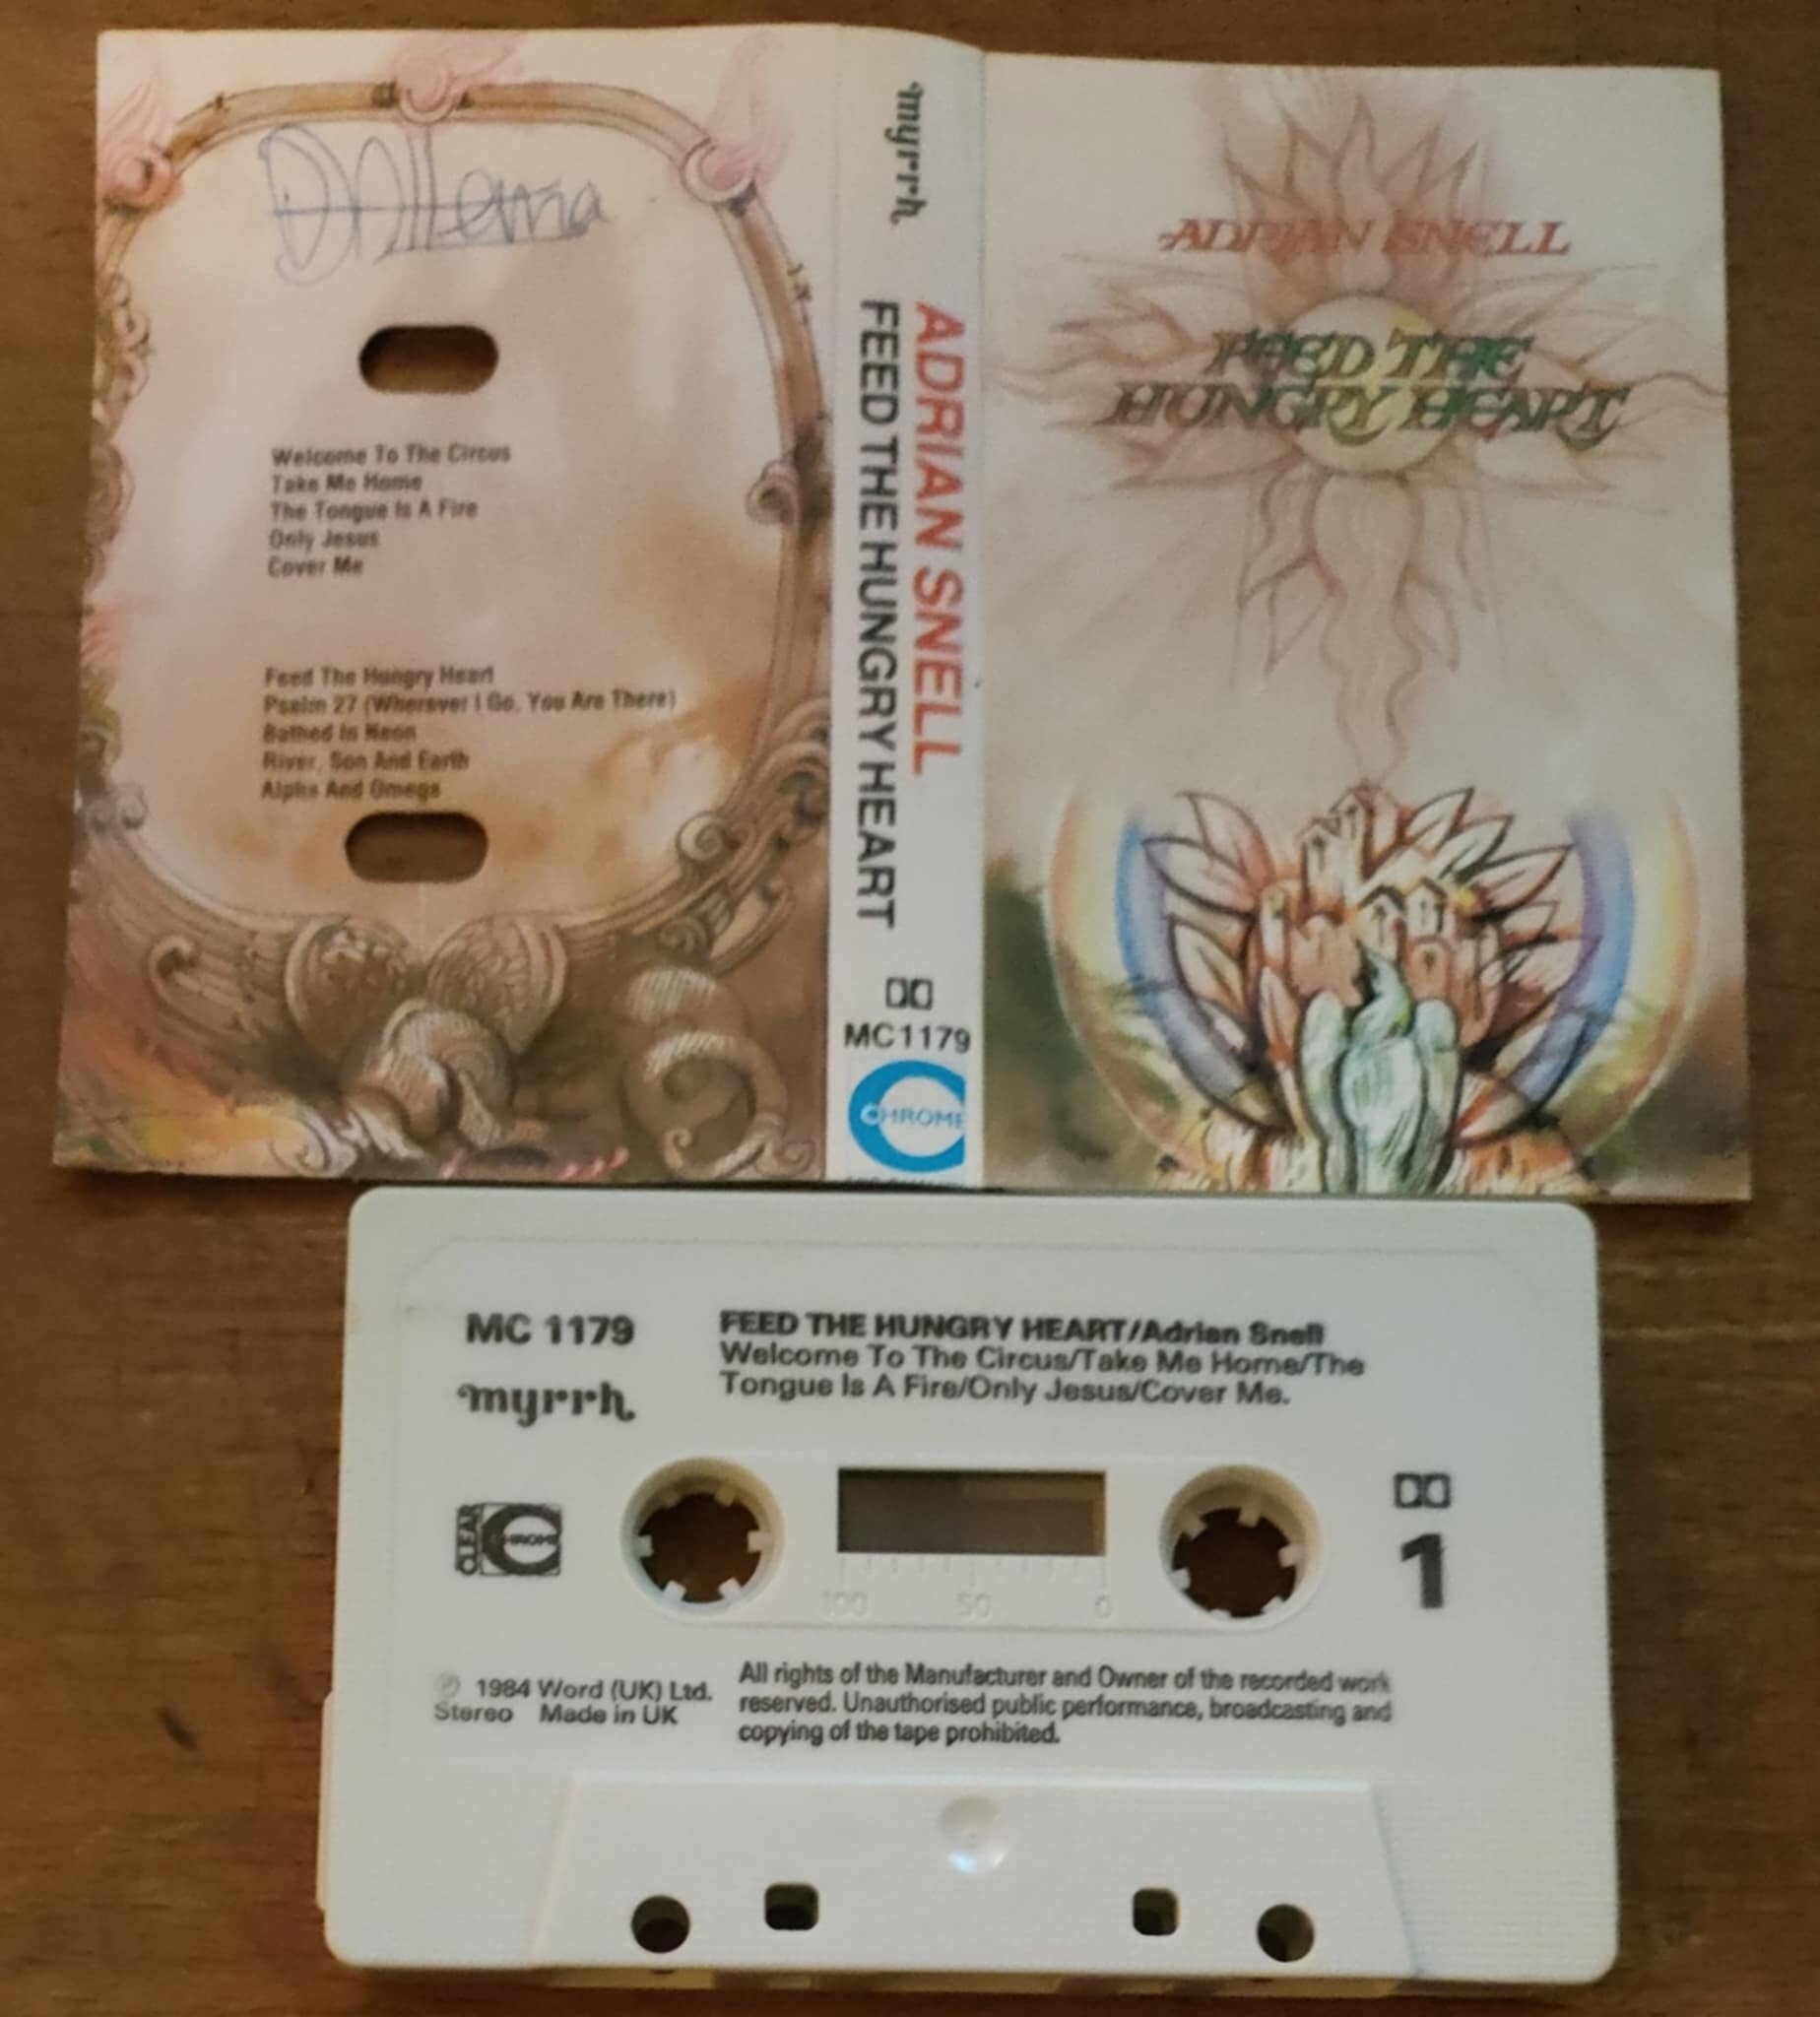 Welcome To The Circus
Take Me Home
The Tongue Is A Fire
Only Jesus
Cover Me
Feed The Hungry Heart
Psalm 27 (Wherever I Go, You Are There)
Bathed In Neon
River, Son And Earth
Alpha And Omega
myrrh
ADRIAN SNELL
FEED THE HUNGRY HEART
MC1179
CHROME
ADRIAN SNELL
FEED THE
HUNGRY HEART
MC 1179
myrrh
FEED THE HUNGRY HEART/Adrian Snell
Welcome To The Circus/Take Me Home/The
Tongue Is A Fire/Only Jesus/Cover Me.
CLEAR
CHROME
1
100 50 0
℗ 1984 Word (UK) Ltd.
Stereo Made in UK
All rights of the Manufacturer and Owner of the recorded work
reserved. Unauthorised public performance, broadcasting and
copying of the tape prohibited.